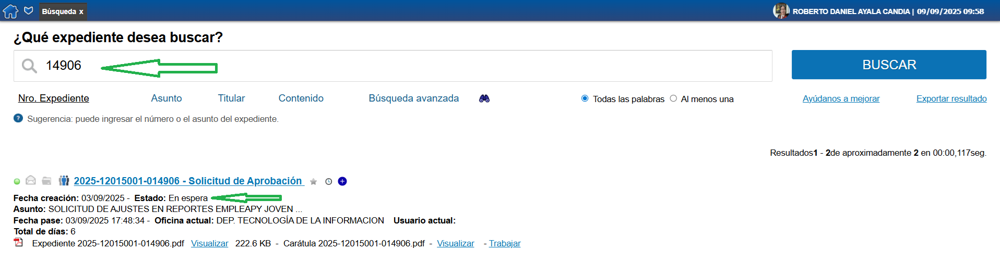 Búsqueda x
ROBERTO DANIEL AYALA CANDIA | 09/09/2025 09:58
¿Qué expediente desea buscar?
14906
BUSCAR
Nro. Expediente Asunto Titular Contenido Búsqueda avanzada Todas las palabras Al menos una Ayúdanos a mejorar Exportar resultado
? Sugerencia: puede ingresar el número o el asunto del expediente.
Resultados1 - 2de aproximadamente 2 en 00:00,117seg.
2025-12015001-014906 - Solicitud de Aprobación
Fecha creación: 03/09/2025 - Estado: En espera
Asunto: SOLICITUD DE AJUSTES EN REPORTES EMPLEAPY JOVEN ...
Fecha pase: 03/09/2025 17:48:34 - Oficina actual: DEP. TECNOLOGÍA DE LA INFORMACION Usuario actual:
Total de días: 6
Expediente 2025-12015001-014906.pdf Visualizar 222.6 KB - Carátula 2025-12015001-014906.pdf - Visualizar - Trabajar